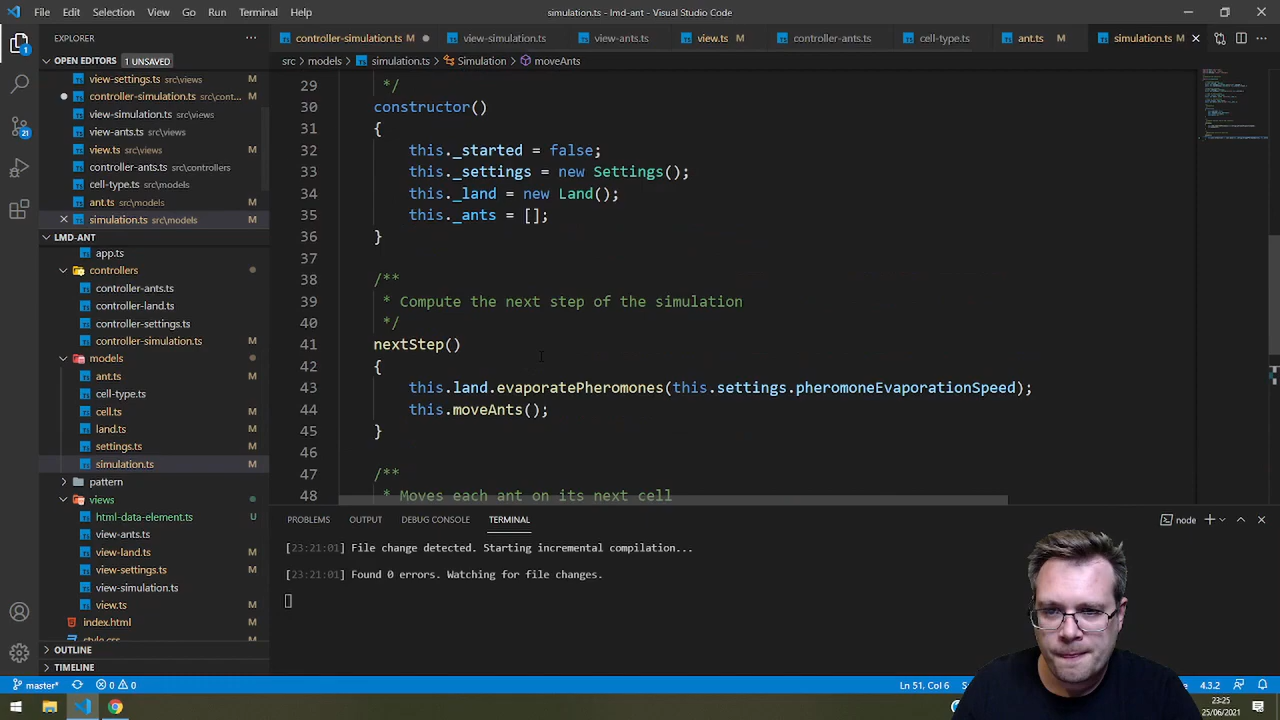 File Edit Selection View Go Run Terminal Help
simulation.ts - lmd-ant - Visual Studio Code
EXPLORER
controller-simulation.ts M
view-simulation.ts
view-ants.ts
view.ts M
controller-ants.ts
cell-type.ts
ant.ts M
simulation.ts M
OPEN EDITORS 1 UNSAVED
view-settings.ts src\views M
controller-simulation.ts src\cont... M
view-simulation.ts src\views
view-ants.ts src\views
view.ts src\views M
controller-ants.ts src\controllers
cell-type.ts src\models
ant.ts src\models M
simulation.ts src\models M
LMD-ANT
app.ts
controllers
controller-ants.ts
controller-land.ts
controller-settings.ts
controller-simulation.ts M
models
ant.ts M
cell-type.ts
cell.ts M
land.ts M
settings.ts M
simulation.ts M
pattern
views
html-data-element.ts U
view-ants.ts
view-land.ts M
view-settings.ts M
view-simulation.ts
view.ts M
index.html M
style.css
OUTLINE
TIMELINE
src > models > simulation.ts > Simulation > moveAnts
29 */
30 constructor()
31 {
32 this._started = false;
33 this._settings = new Settings();
34 this._land = new Land();
35 this._ants = [];
36 }
37
38 /**
39 * Compute the next step of the simulation
40 */
41 nextStep()
42 {
43 this.land.evaporatePheromones(this.settings.pheromoneEvaporationSpeed);
44 this.moveAnts();
45 }
46
47 /**
48 * Moves each ant on its next cell
PROBLEMS OUTPUT DEBUG CONSOLE TERMINAL
node
[23:21:01] File change detected. Starting incremental compilation...
[23:21:01] Found 0 errors. Watching for file changes.
1
21
master* 0 0
Ln 51, Col 6
4.3.2
23:25
25/06/2021